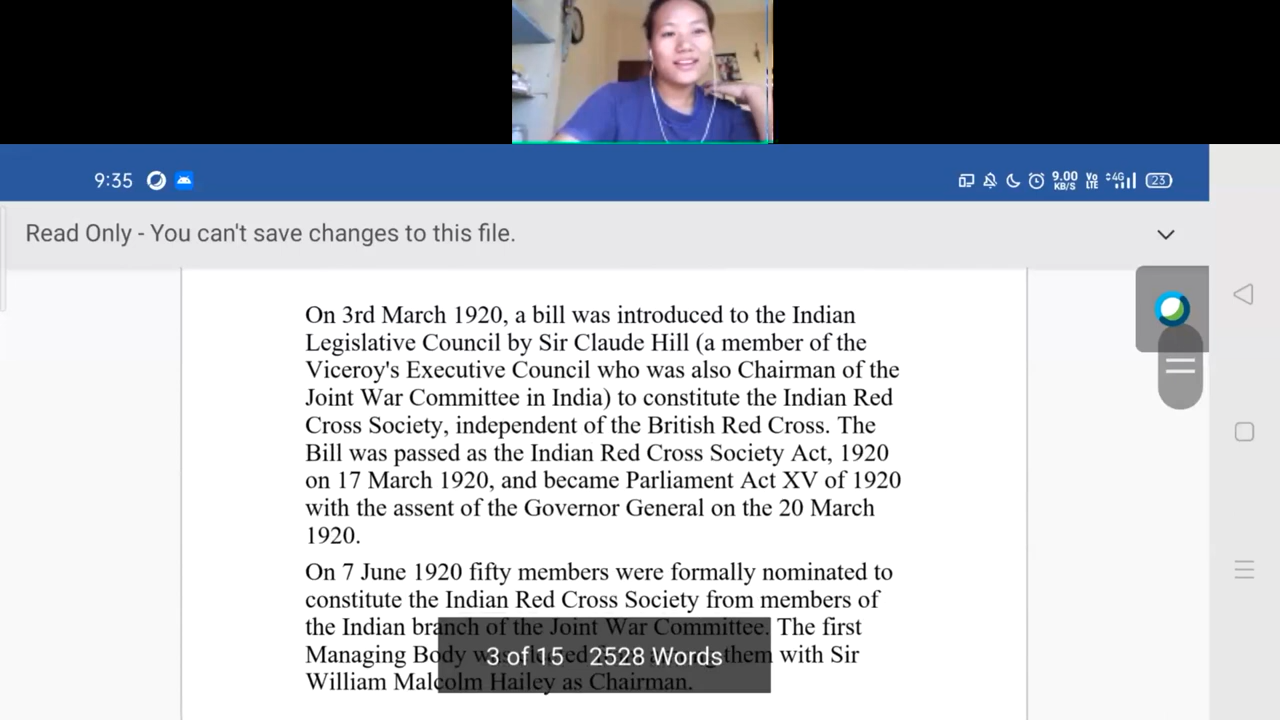 9:35
9.00
KB/S
Vo
LTE
4G
23
Read Only - You can't save changes to this file.
On 3rd March 1920, a bill was introduced to the Indian
Legislative Council by Sir Claude Hill (a member of the
Viceroy's Executive Council who was also Chairman of the
Joint War Committee in India) to constitute the Indian Red
Cross Society, independent of the British Red Cross. The
Bill was passed as the Indian Red Cross Society Act, 1920
on 17 March 1920, and became Parliament Act XV of 1920
with the assent of the Governor General on the 20 March
1920.
On 7 June 1920 fifty members were formally nominated to
constitute the Indian Red Cross Society from members of
the Indian branch of the Joint War Committee. The first
Managing Body them with Sir
William Malcolm Hailey as Chairman.
3 of 15 2528 Words